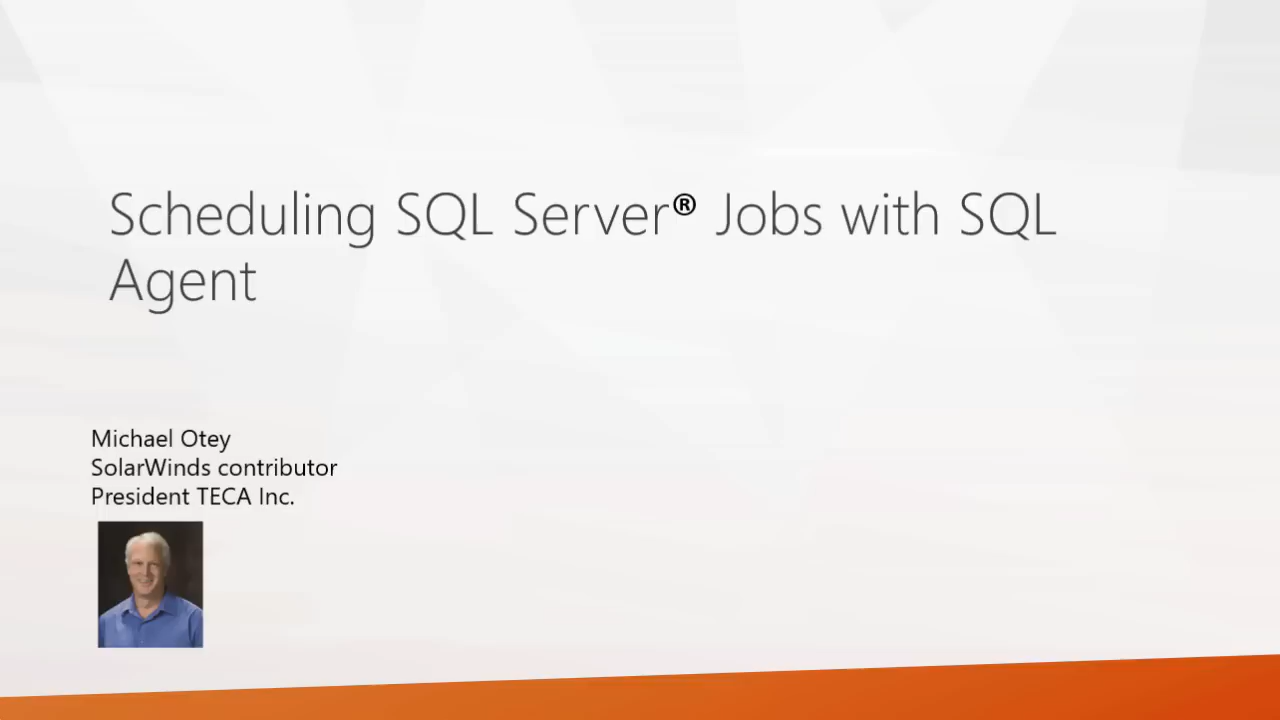 Scheduling SQL Server® Jobs with SQL
Agent
Michael Otey
SolarWinds contributor
President TECA Inc.